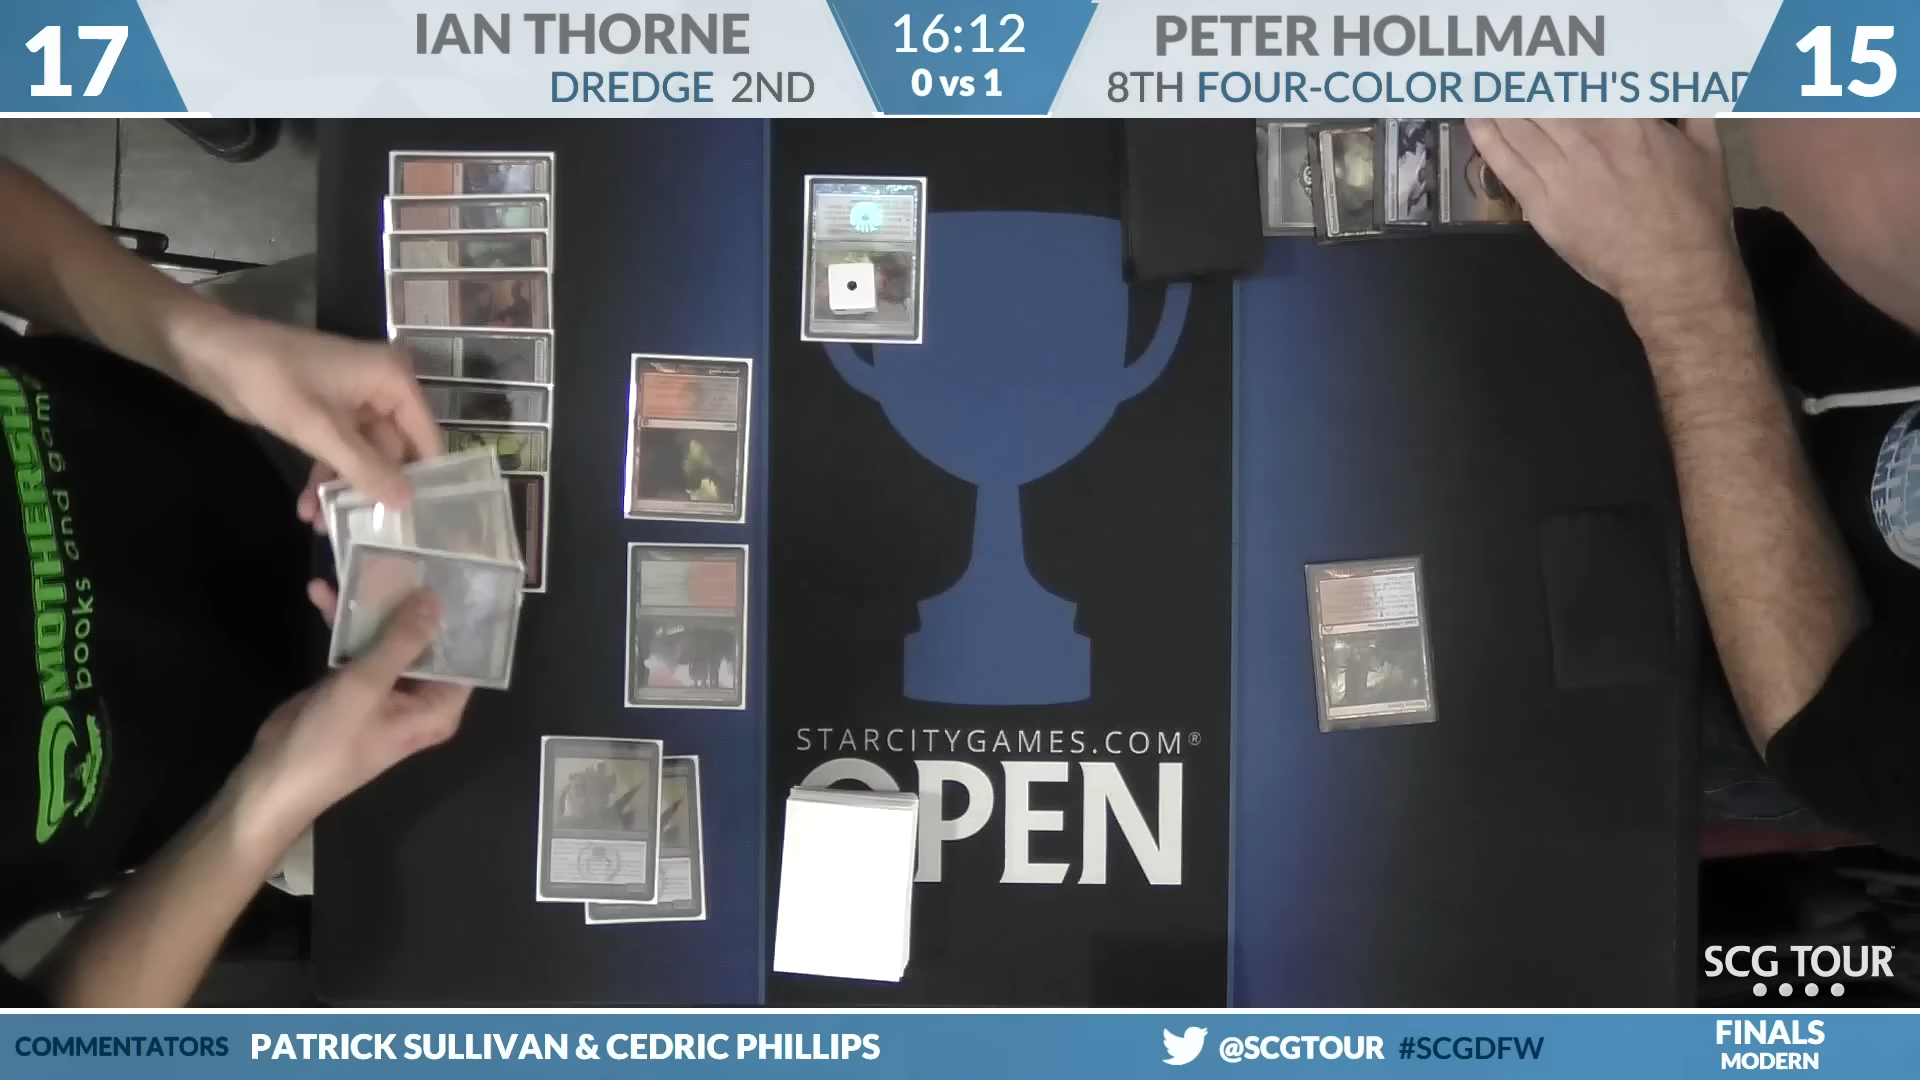 17
IAN THORNE
DREDGE 2ND
16:12
0 vs 1
PETER HOLLMAN
8TH FOUR-COLOR DEATH'S SHAD
15
MOTHERSHIP
books and game
STARCITYGAMES.COM®
OPEN
SCG TOUR
COMMENTATORS PATRICK SULLIVAN & CEDRIC PHILLIPS
@SCGTOUR #SCGDFW
FINALS
MODERN